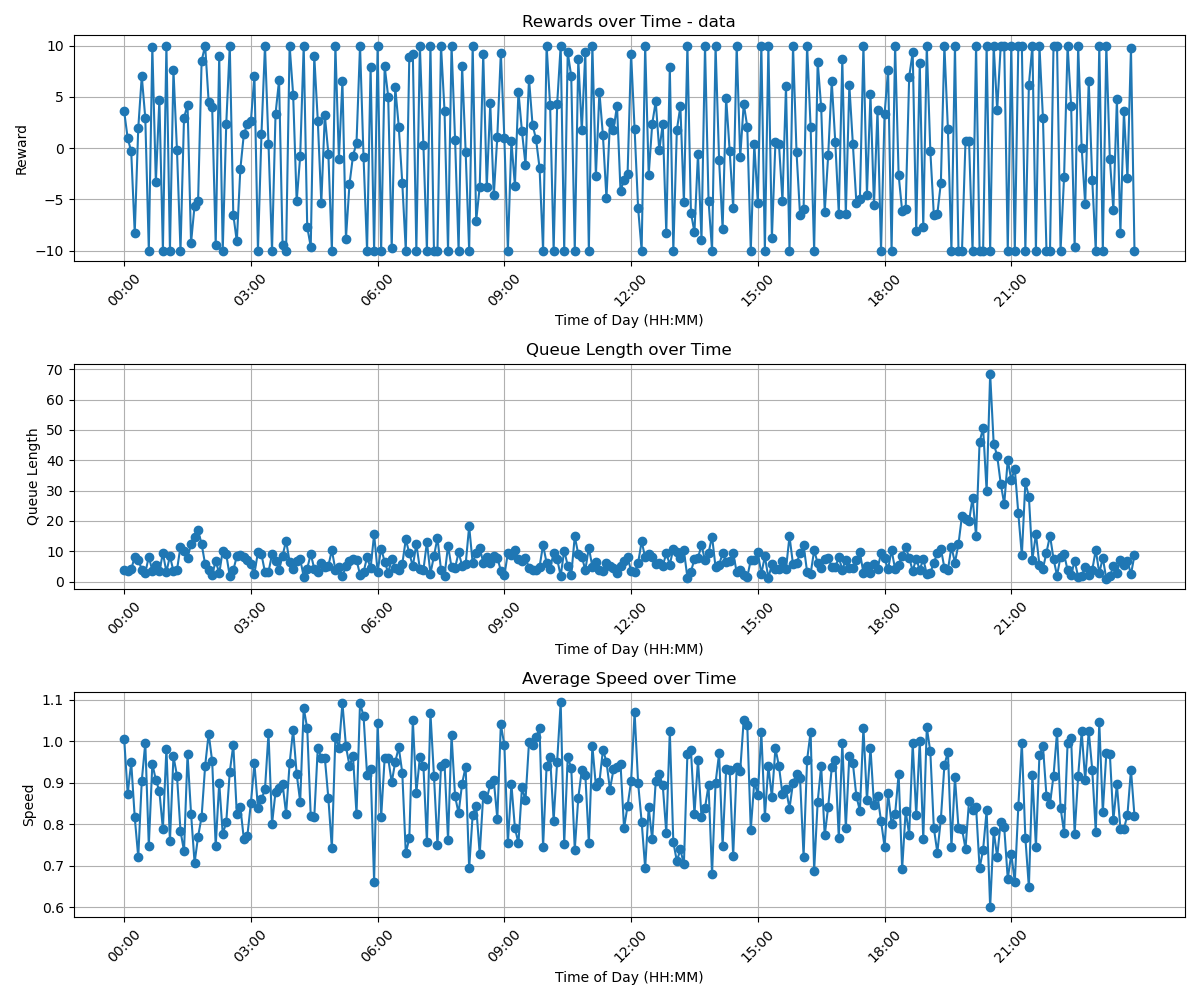 Rewards over Time - data
Reward
10
5
0
−5
−10
00:00 03:00 06:00 09:00 12:00 15:00 18:00 21:00
Time of Day (HH:MM)
Queue Length over Time
Queue Length
70
60
50
40
30
20
10
0
00:00 03:00 06:00 09:00 12:00 15:00 18:00 21:00
Time of Day (HH:MM)
Average Speed over Time
Speed
1.1
1.0
0.9
0.8
0.7
0.6
00:00 03:00 06:00 09:00 12:00 15:00 18:00 21:00
Time of Day (HH:MM)